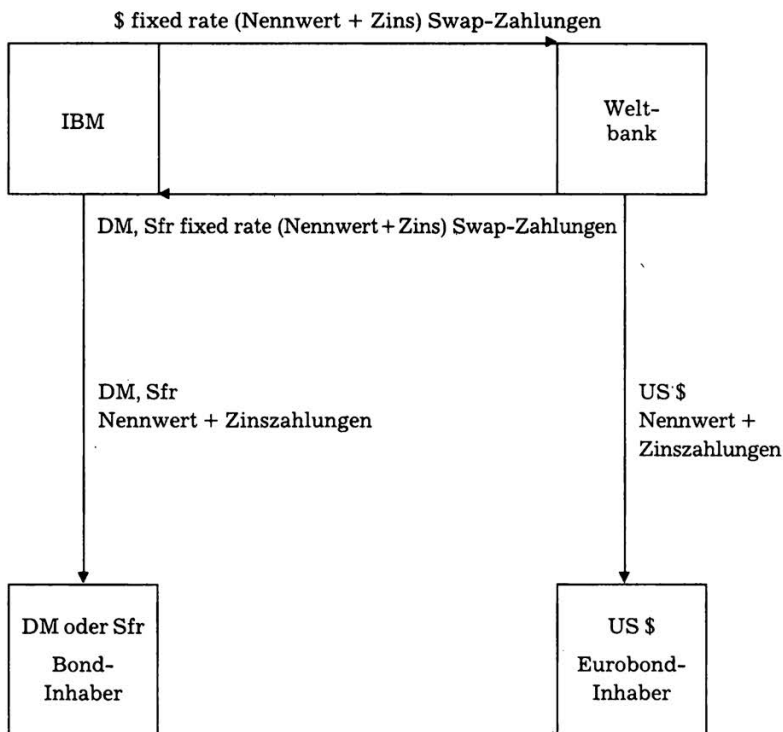 $ fixed rate (Nennwert + Zins) Swap-Zahlungen
IBM
Welt-
bank
DM, Sfr fixed rate (Nennwert + Zins) Swap-Zahlungen
DM, Sfr
Nennwert + Zinszahlungen
US $
Nennwert +
Zinszahlungen
DM oder Sfr
Bond-
Inhaber
US $
Eurobond-
Inhaber